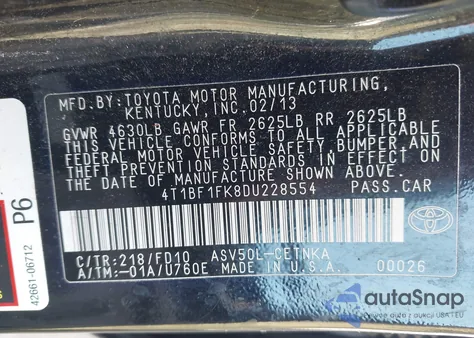 MFD.BY:TOYOTA MOTOR MANUFACTURING,
KENTUCKY, INC. 02/13
GVWR 4630LB GAWR FR 2625LB RR 2625LB
THIS VEHICLE CONFORMS TO ALL APPLICABLE
FEDERAL MOTOR VEHICLE SAFETY, BUMPER, AND
THEFT PREVENTION STANDARDS IN EFFECT ON
THE DATE OF MANUFACTURE SHOWN ABOVE.
4T1BF1FK8DU228554 PASS.CAR
C/TR:218/FD10 ASV50L-CETNKA
A/TM:-01A/U760E MADE IN U.S.A. 00026
TOYOTA
P6
42661-06712
autoSnap